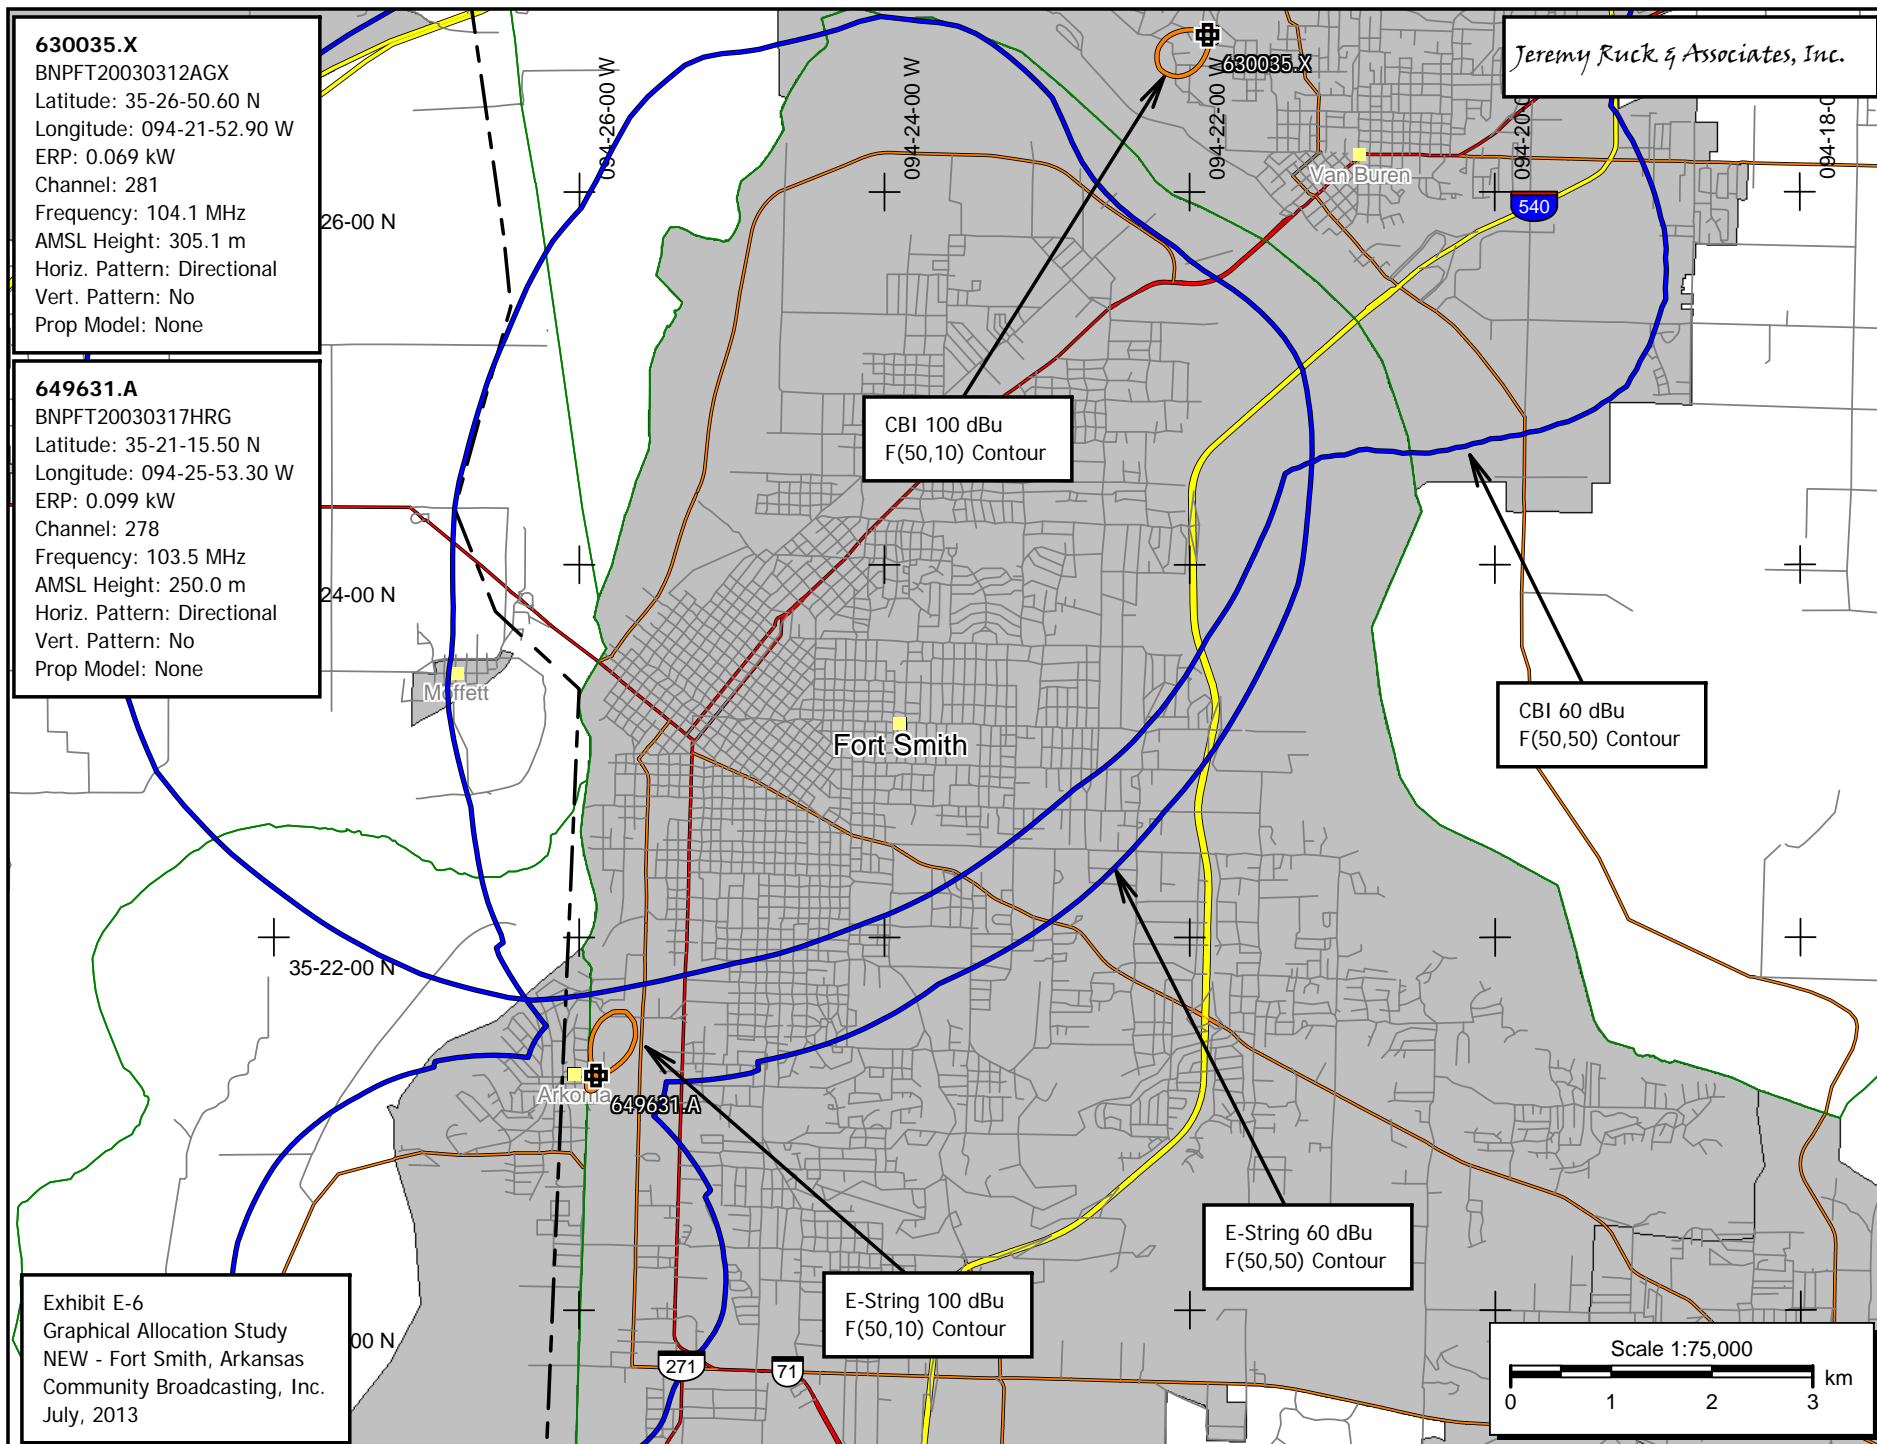 630035.X
BNPFT20030312AGX
Latitude: 35-26-50.60 N
Longitude: 094-21-52.90 W
ERP: 0.069 kW
Channel: 281
Frequency: 104.1 MHz
AMSL Height: 305.1 m
Horiz. Pattern: Directional
Vert. Pattern: No
Prop Model: None
649631.A
BNPFT20030317HRG
Latitude: 35-21-15.50 N
Longitude: 094-25-53.30 W
ERP: 0.099 kW
Channel: 278
Frequency: 103.5 MHz
AMSL Height: 250.0 m
Horiz. Pattern: Directional
Vert. Pattern: No
Prop Model: None
Jeremy Ruck & Associates, Inc.
630035.X
094-26-00 W
094-24-00 W
094-22-00 W
094-20-0
094-18-0
Van Buren
540
26-00 N
CBI 100 dBu
F(50,10) Contour
24-00 N
Moffett
Fort Smith
CBI 60 dBu
F(50,50) Contour
35-22-00 N
Arkoma
649631.A
E-String 60 dBu
F(50,50) Contour
E-String 100 dBu
F(50,10) Contour
00 N
271
71
Exhibit E-6
Graphical Allocation Study
NEW - Fort Smith, Arkansas
Community Broadcasting, Inc.
July, 2013
Scale 1:75,000
km
0 1 2 3